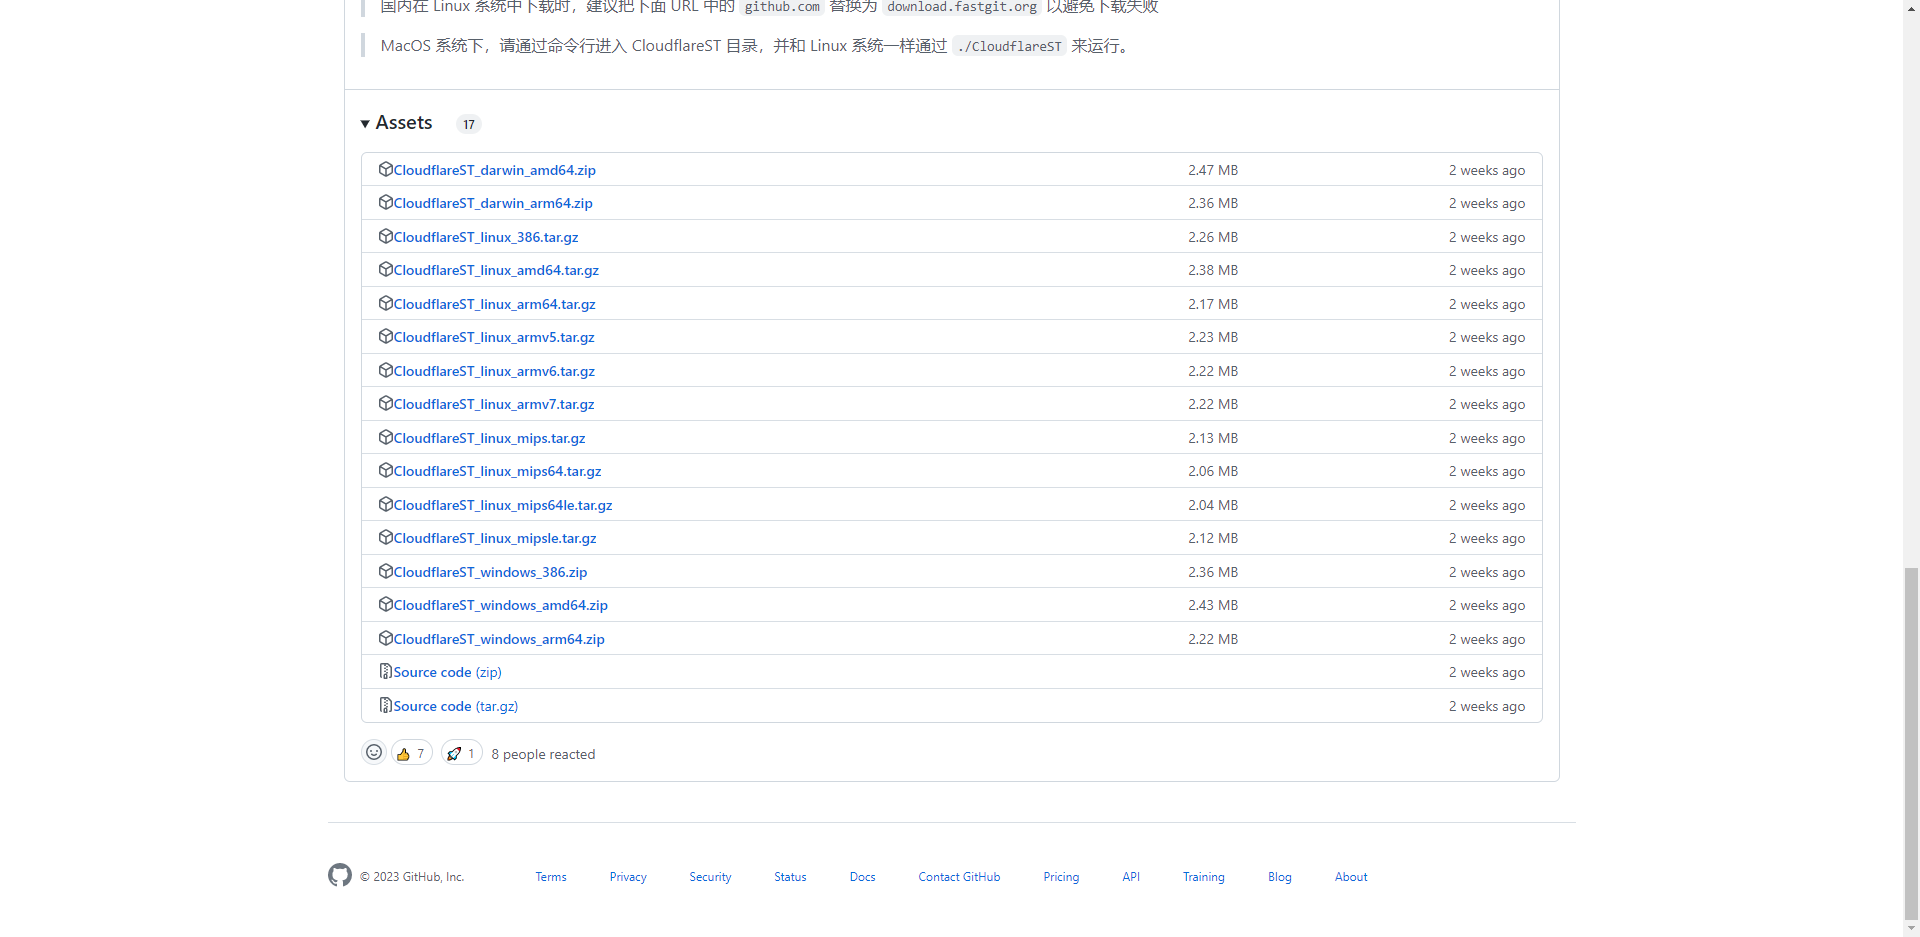 国内在 Linux 系统中下载时，建议把下面 URL 中的 github.com 替换为 download.fastgit.org 以避免下载失败
MacOS 系统下，请通过命令行进入 CloudflareST 目录，并和 Linux 系统一样通过 ./CloudflareST 来运行。
Assets 17
CloudflareST_darwin_amd64.zip 2.47 MB 2 weeks ago
CloudflareST_darwin_arm64.zip 2.36 MB 2 weeks ago
CloudflareST_linux_386.tar.gz 2.26 MB 2 weeks ago
CloudflareST_linux_amd64.tar.gz 2.38 MB 2 weeks ago
CloudflareST_linux_arm64.tar.gz 2.17 MB 2 weeks ago
CloudflareST_linux_armv5.tar.gz 2.23 MB 2 weeks ago
CloudflareST_linux_armv6.tar.gz 2.22 MB 2 weeks ago
CloudflareST_linux_armv7.tar.gz 2.22 MB 2 weeks ago
CloudflareST_linux_mips.tar.gz 2.13 MB 2 weeks ago
CloudflareST_linux_mips64.tar.gz 2.06 MB 2 weeks ago
CloudflareST_linux_mips64le.tar.gz 2.04 MB 2 weeks ago
CloudflareST_linux_mipsle.tar.gz 2.12 MB 2 weeks ago
CloudflareST_windows_386.zip 2.36 MB 2 weeks ago
CloudflareST_windows_amd64.zip 2.43 MB 2 weeks ago
CloudflareST_windows_arm64.zip 2.22 MB 2 weeks ago
Source code (zip) 2 weeks ago
Source code (tar.gz) 2 weeks ago
7 1 8 people reacted
© 2023 GitHub, Inc. Terms Privacy Security Status Docs Contact GitHub Pricing API Training Blog About